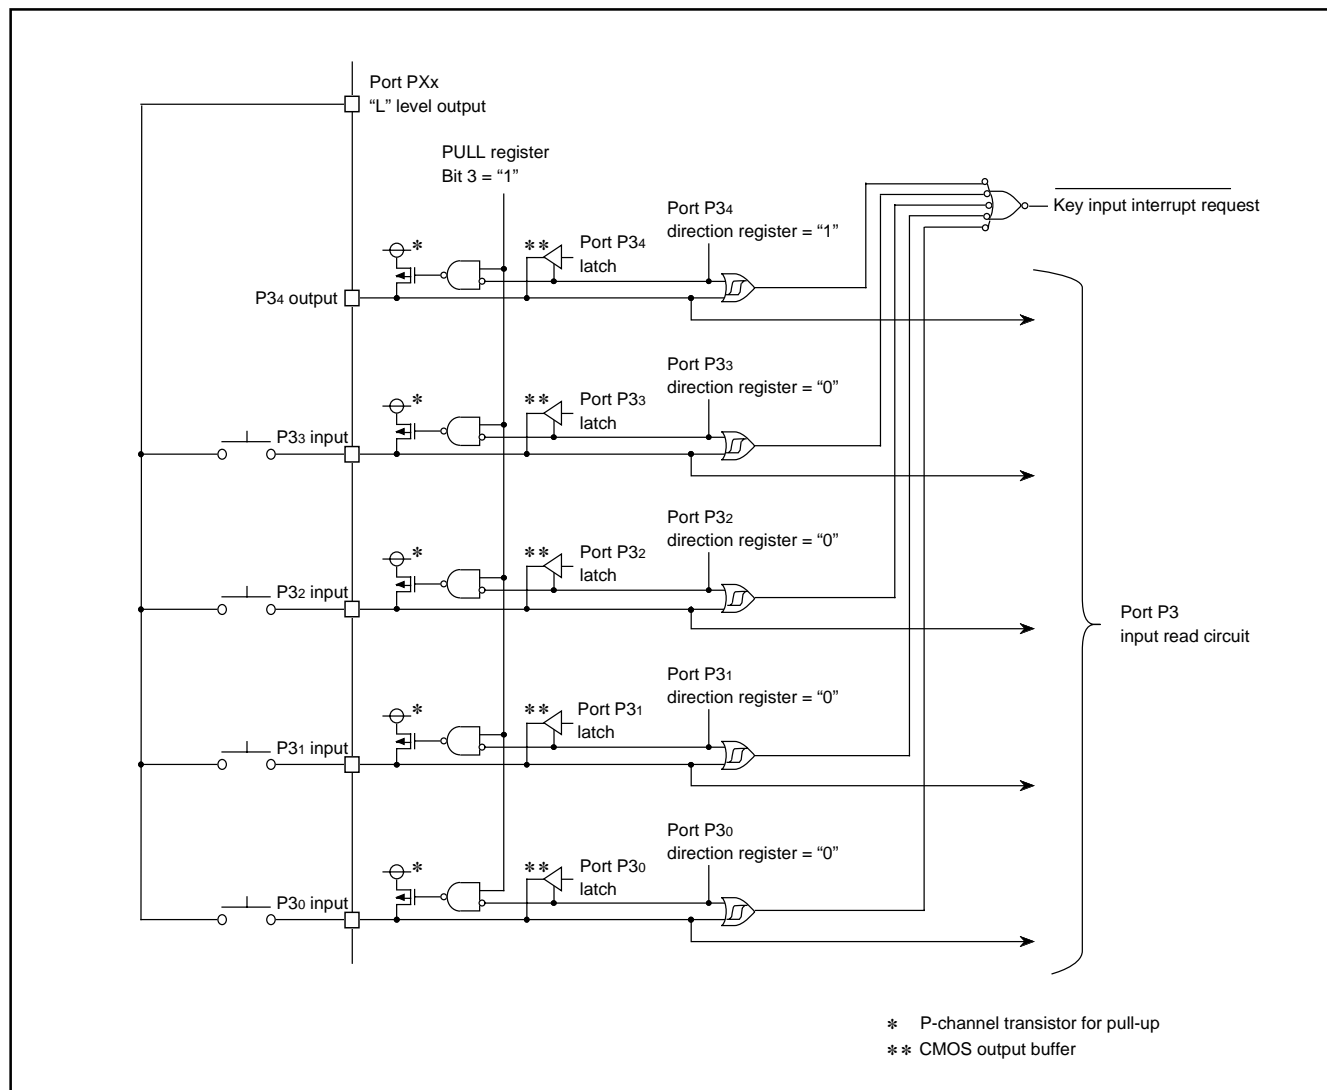 Port PXx
“L” level output
PULL register
Bit 3 = “1”
Key input interrupt request
Port P34
direction register = “1”
** Port P34
latch
*
P34 output
Port P33
direction register = “0”
** Port P33
latch
*
P33 input
Port P32
direction register = “0”
** Port P32
latch
*
P32 input
Port P3
input read circuit
Port P31
direction register = “0”
** Port P31
latch
*
P31 input
Port P30
direction register = “0”
** Port P30
latch
*
P30 input
* P-channel transistor for pull-up
** CMOS output buffer